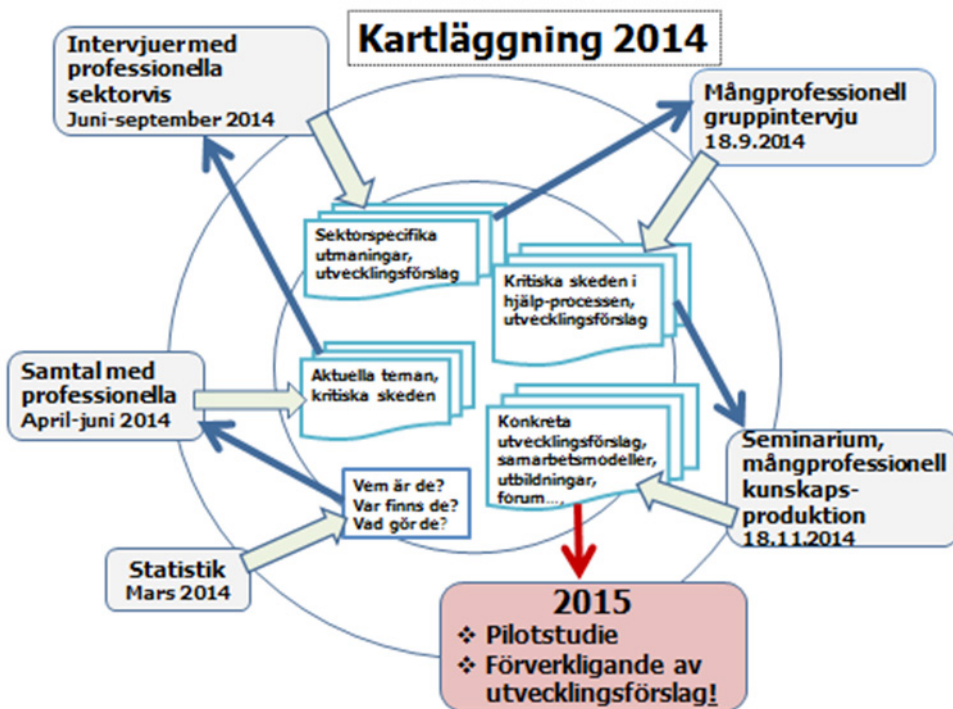 Kartläggning 2014
Intervjuer med
professionella
sektorvis
Juni-september 2014
Mångprofessionell
gruppintervju
18.9.2014
Sektorspecifika
utmaningar,
utvecklingsförslag
Kritiska skeden i
hjälp-processen,
utvecklingsförslag
Samtal med
professionella
April-juni 2014
Aktuella teman,
kritiska skeden
Konkreta
utvecklingsförslag,
samarbetsmodeller,
utbildningar,
forum....
Seminarium,
mångprofessionell
kunskaps-
produktion
18.11.2014
Vem är de?
Var finns de?
Vad gör de?
Statistik
Mars 2014
2015
❖ Pilotstudie
❖ Förverkligande av
utvecklingsförslag!